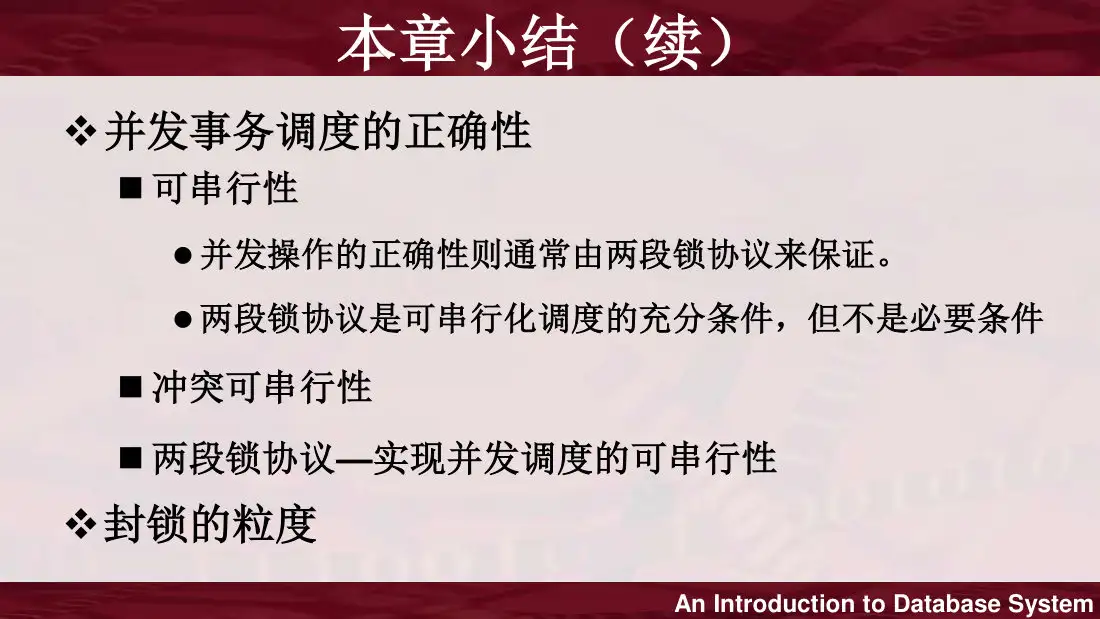 本章小结（续）
❖并发事务调度的正确性
■可串行性
●并发操作的正确性则通常由两段锁协议来保证。
●两段锁协议是可串行化调度的充分条件，但不是必要条件
■冲突可串行性
■两段锁协议—实现并发调度的可串行性
❖封锁的粒度
An Introduction to Database System